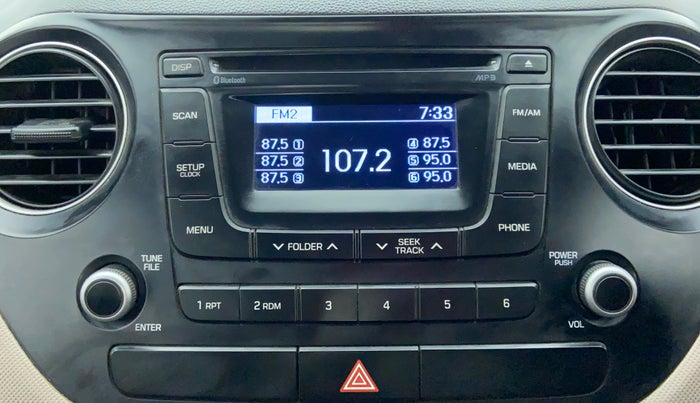 DISP
Bluetooth
MP3
SCAN
FM2 7:33
FM/AM
87.5 1 4 87.5
87.5 2 107.2 5 95.0
87.5 3 6 95.0
SETUP
CLOCK
MEDIA
MENU
FOLDER
SEEK
TRACK
PHONE
TUNE
FILE
POWER
PUSH
1 RPT 2 RDM 3 4 5 6
ENTER
VOL